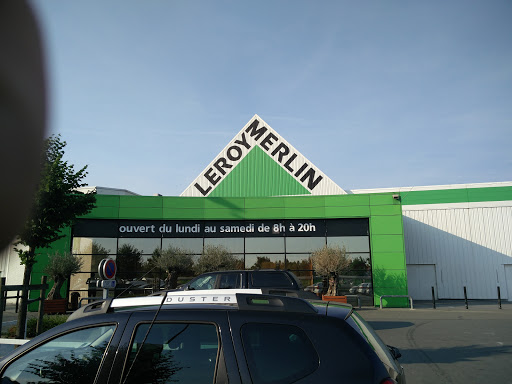 LEROY MERLIN
ouvert du lundi au samedi de 8h à 20h
DUSTER